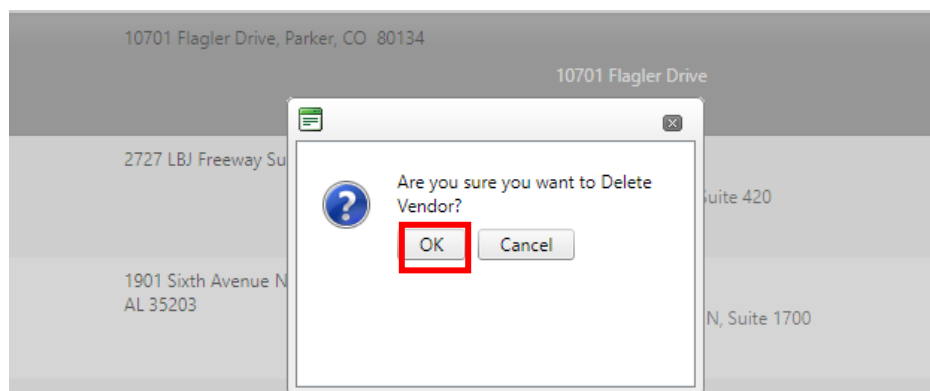 10701 Flagler Drive, Parker, CO 80134
10701 Flagler Drive
2727 LBJ Freeway Su
Suite 420
Are you sure you want to Delete
Vendor?
OK Cancel
1901 Sixth Avenue N
AL 35203
N, Suite 1700